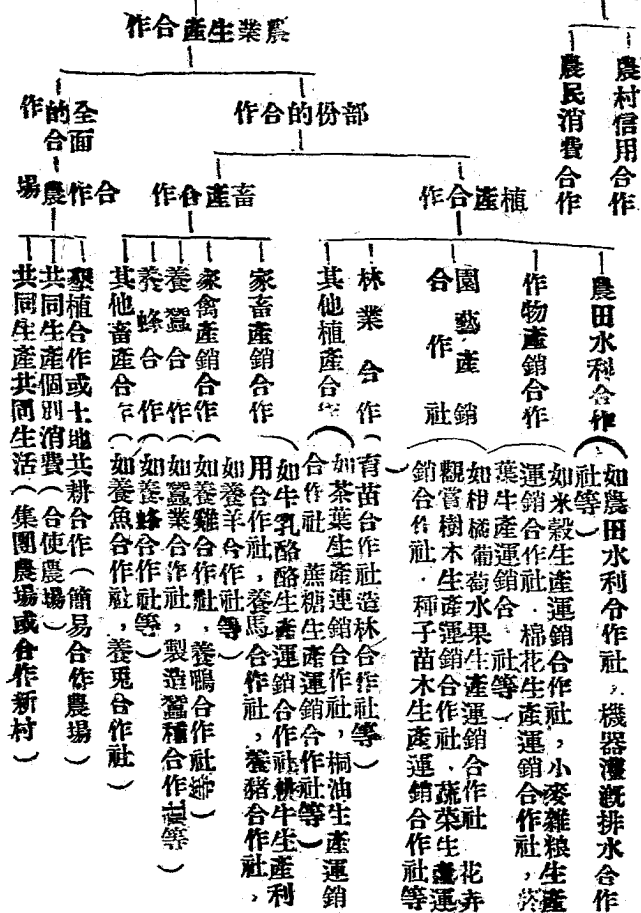 農村信用合作
農民消費合作
農業生產合作
部份的合作
全面的合作
植產合作
畜產合作
合作農場
農田水利合作(如農田水利合作社,機器灌溉排水合作
社等)
作物產銷合作(如米穀生產運銷合作社,小麥雜粮生產
運銷合作社.棉花生產運銷合作社,菸
葉生產運銷合 社等)
園藝產銷
合作社(如柑橘葡萄水果生產運銷合作社 花卉
觀賞樹木生產運銷合作社.蔬菜生產運
銷合作社.種子苗木生產運銷合作社等
)
林業合作(育苗合作社造林合作社等)
其他植產合作(如茶葉生產運銷合作社,桐油生產運銷
合作社 蔗糖生產運銷合作社等)
家畜產銷合作(如牛乳酪酪生產運銷合作社耕牛生產利
用合作社,養馬合作社,養豬合作社,
如養羊合作社等)
家禽產銷合作(如養雞合作社,養鴨合作社等)
養蠶合作(如蠶業合作社,製造蠶種合作社等)
養蜂合作(如養蜂合作社等)
其他畜產合作(如養魚合作社,養兎合作社)
墾植合作或土地共耕合作(簡易合作農場)
共同生產個別消費(合使農場)
共同生產共同生活(集團農場或合作新村)